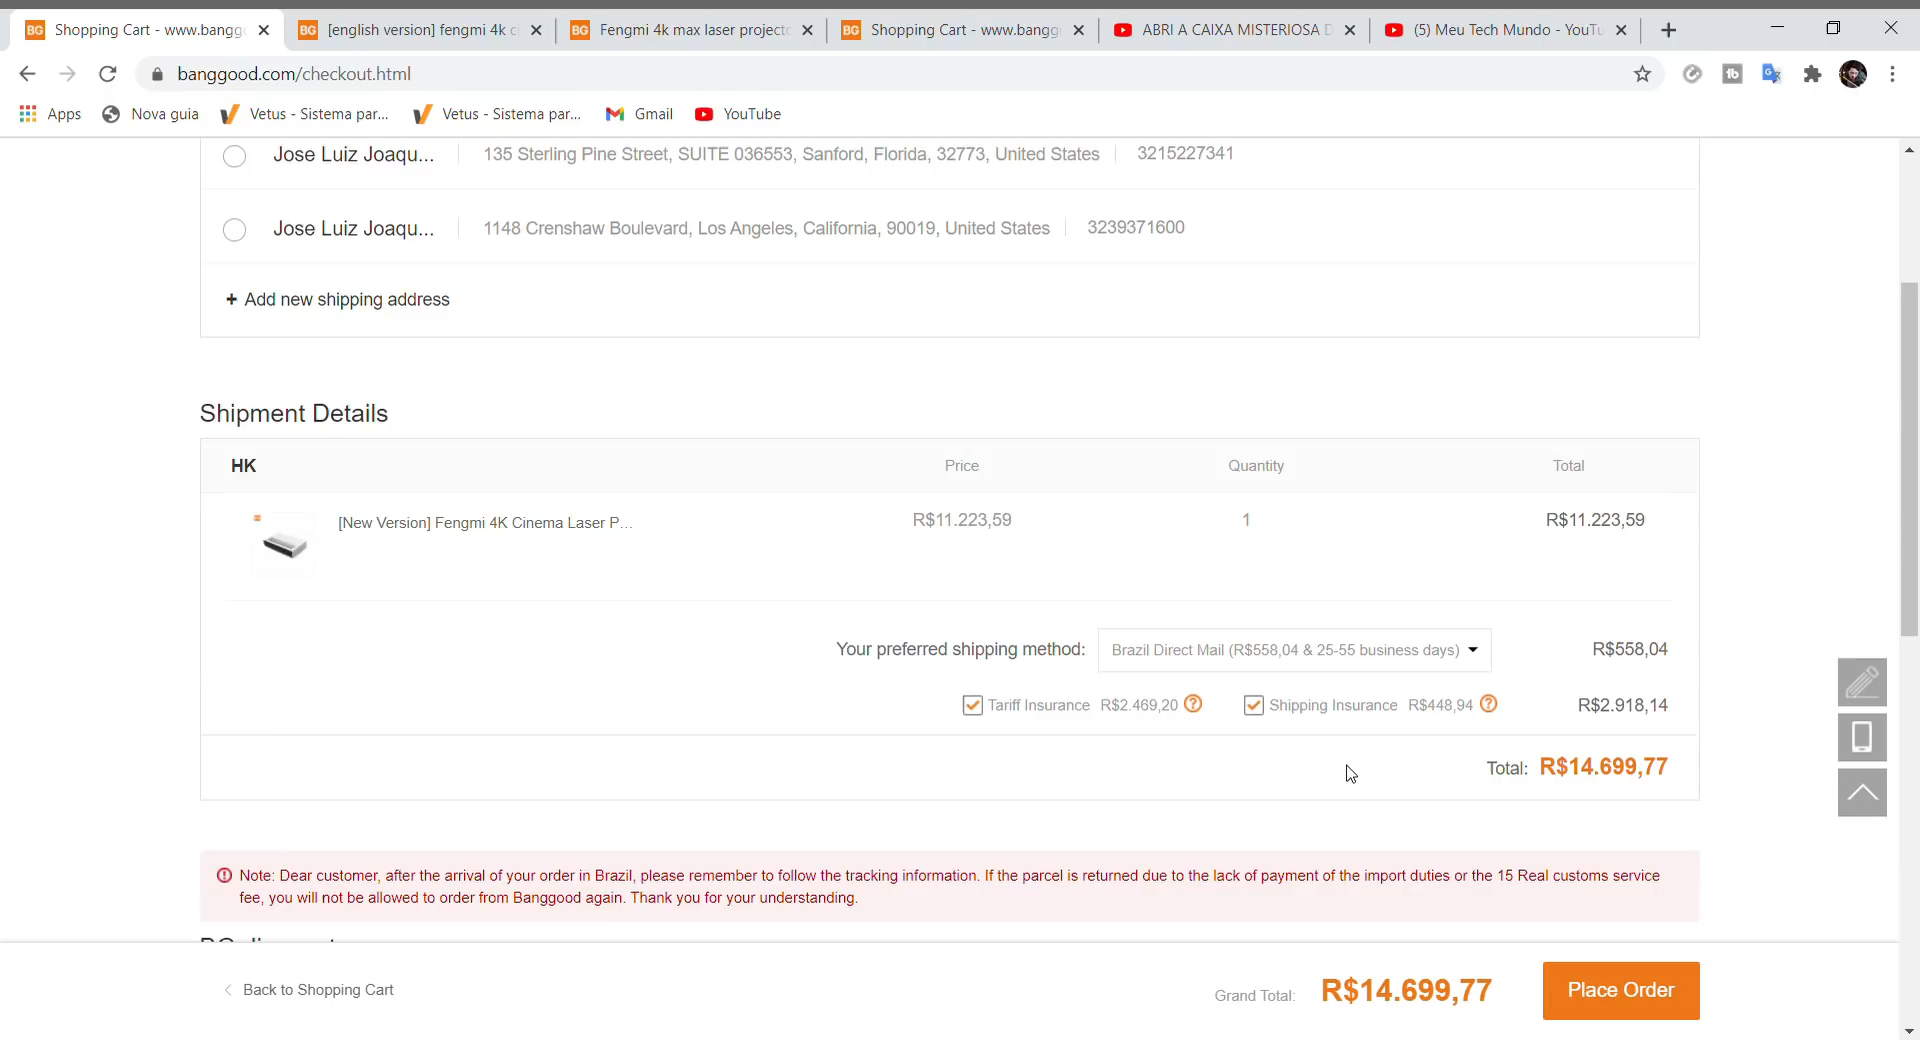 BG Shopping Cart - www.bangg
BG [english version] fengmi 4k c
BG Fengmi 4k max laser projecto
BG Shopping Cart - www.bangg
ABRI A CAIXA MISTERIOSA D
(5) Meu Tech Mundo - YouTu
banggood.com/checkout.html
Apps Nova guia Vetus - Sistema par... Vetus - Sistema par... Gmail YouTube
Jose Luiz Joaqu... 135 Sterling Pine Street, SUITE 036553, Sanford, Florida, 32773, United States 3215227341
Jose Luiz Joaqu... 1148 Crenshaw Boulevard, Los Angeles, California, 90019, United States 3239371600
+ Add new shipping address
Shipment Details
HK Price Quantity Total
[New Version] Fengmi 4K Cinema Laser P... R$11.223,59 1 R$11.223,59
Your preferred shipping method: Brazil Direct Mail (R$558,04 & 25-55 business days) R$558,04
Tariff Insurance R$2.469,20 ? Shipping Insurance R$448,94 ? R$2.918,14
Total: R$14.699,77
Note: Dear customer, after the arrival of your order in Brazil, please remember to follow the tracking information. If the parcel is returned due to the lack of payment of the import duties or the 15 Real customs service
fee, you will not be allowed to order from Banggood again. Thank you for your understanding.
< Back to Shopping Cart Grand Total: R$14.699,77 Place Order